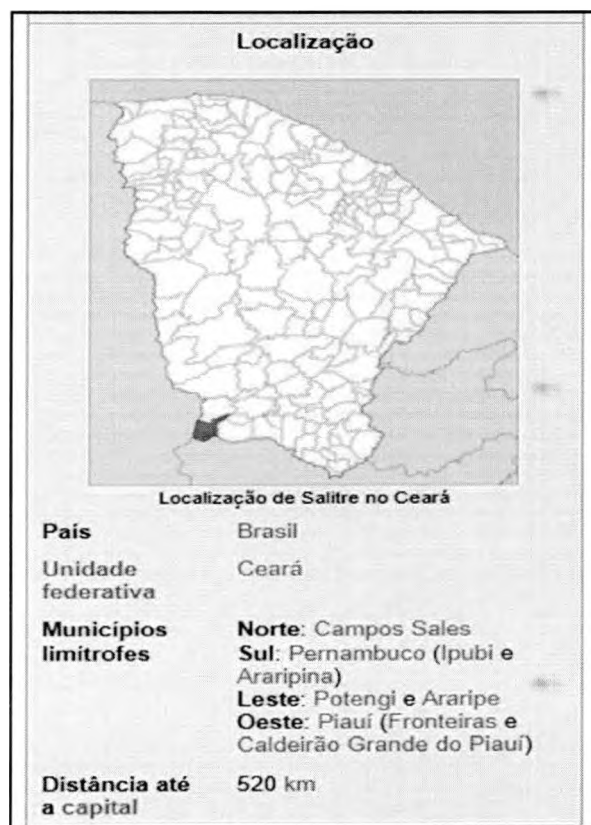 Localização
Localização de Salitre no Ceará
País Brasil
Unidade federativa Ceará
Municípios limítrofes Norte: Campos Sales
Sul: Pernambuco (Ipubi e
Araripina)
Leste: Potengi e Araripe
Oeste: Piauí (Fronteiras e
Caldeirão Grande do Piauí)
Distância até a capital 520 km